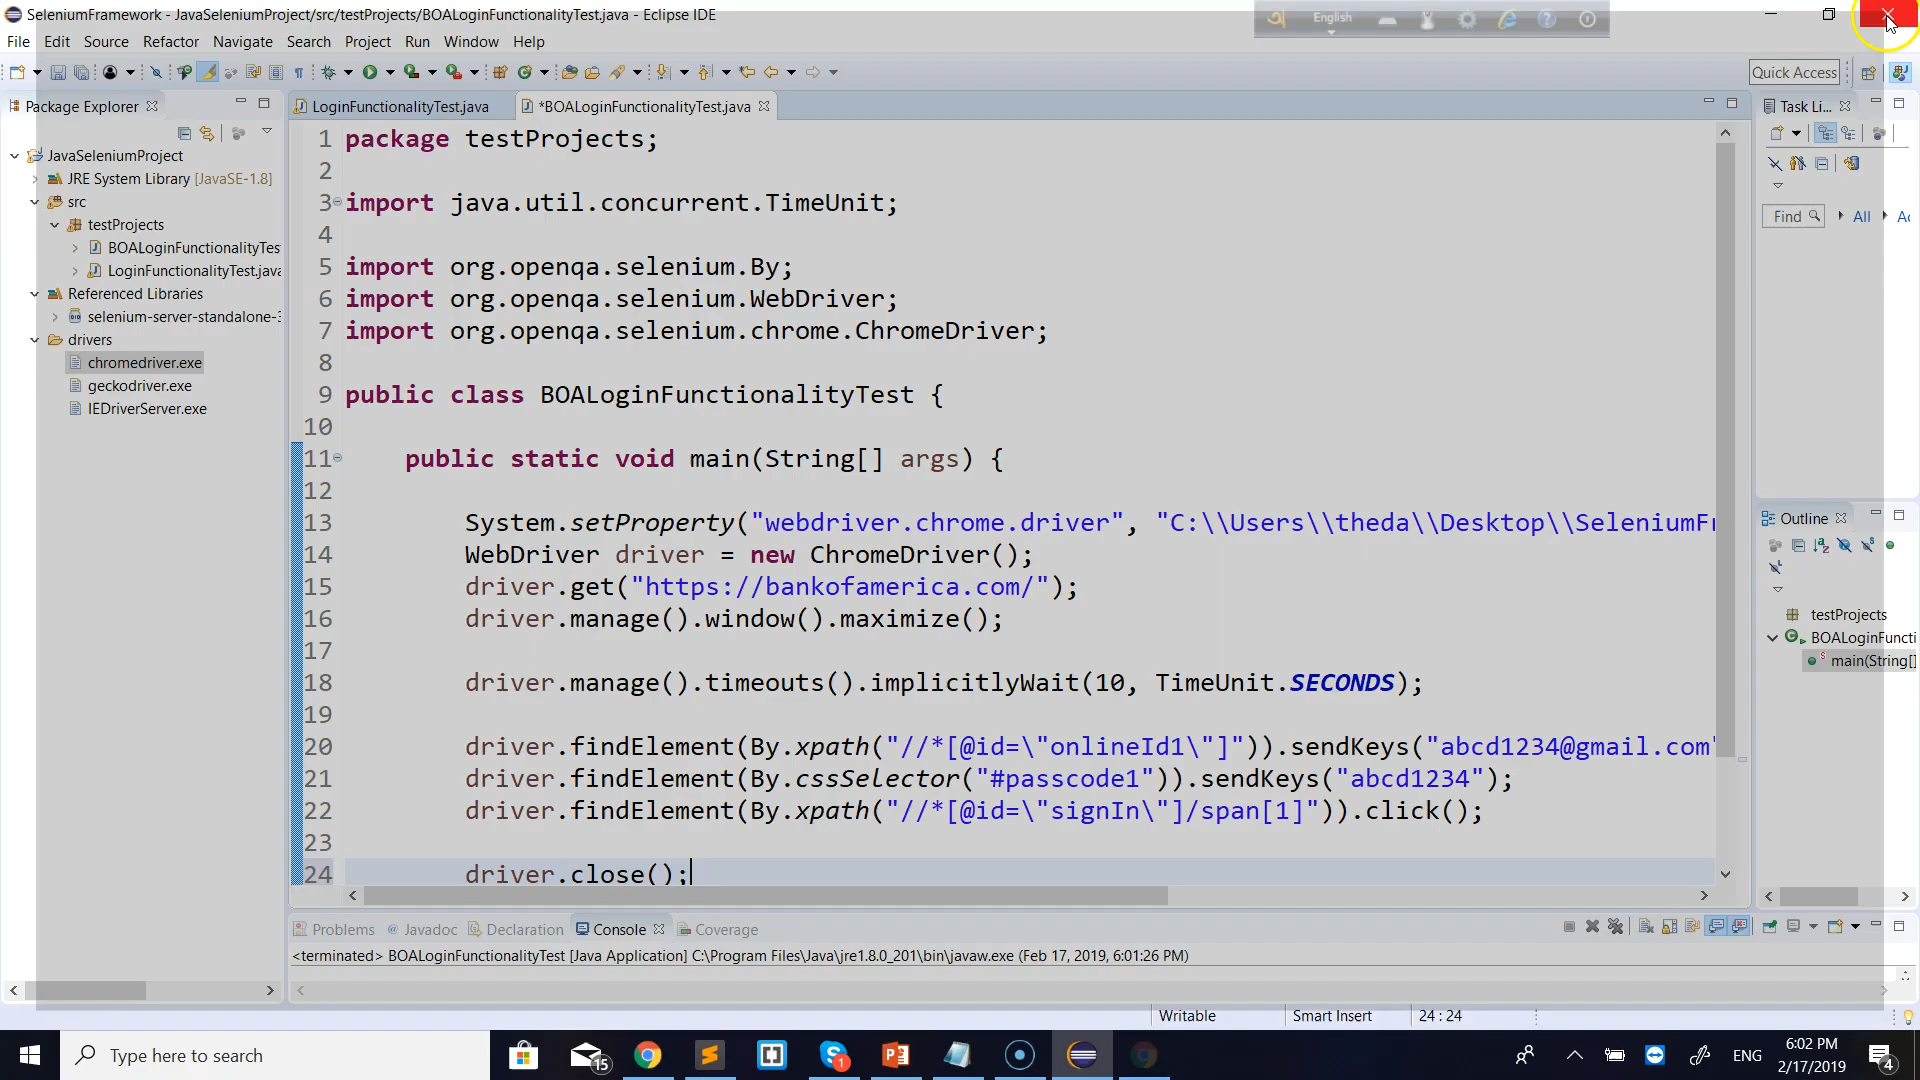 SeleniumFramework - JavaSeleniumProject/src/testProjects/BOALoginFunctionalityTest.java - Eclipse IDE
English
File Edit Source Refactor Navigate Search Project Run Window Help
Quick Access
Package Explorer
LoginFunctionalityTest.java
*BOALoginFunctionalityTest.java
Task Li...
JavaSeleniumProject
JRE System Library [JavaSE-1.8]
src
testProjects
BOALoginFunctionalityTes
LoginFunctionalityTest.java
Referenced Libraries
selenium-server-standalone-3
drivers
chromedriver.exe
geckodriver.exe
IEDriverServer.exe
1 package testProjects;
2
3 import java.util.concurrent.TimeUnit;
4
5 import org.openqa.selenium.By;
6 import org.openqa.selenium.WebDriver;
7 import org.openqa.selenium.chrome.ChromeDriver;
8
9 public class BOALoginFunctionalityTest {
10
11 public static void main(String[] args) {
12
13 System.setProperty("webdriver.chrome.driver", "C:\\Users\\theda\\Desktop\\SeleniumFr
14 WebDriver driver = new ChromeDriver();
15 driver.get("https://bankofamerica.com/");
16 driver.manage().window().maximize();
17
18 driver.manage().timeouts().implicitlyWait(10, TimeUnit.SECONDS);
19
20 driver.findElement(By.xpath("//*[@id=\"onlineId1\"]")).sendKeys("abcd1234@gmail.com"
21 driver.findElement(By.cssSelector("#passcode1")).sendKeys("abcd1234");
22 driver.findElement(By.xpath("//*[@id=\"signIn\"]/span[1]")).click();
23
24 driver.close();
Find All Ac
Outline
testProjects
BOALoginFuncti
main(String[]
Problems @ Javadoc Declaration Console Coverage
<terminated> BOALoginFunctionalityTest [Java Application] C:\Program Files\Java\jre1.8.0_201\bin\javaw.exe (Feb 17, 2019, 6:01:26 PM)
Writable Smart Insert 24 : 24
Type here to search
15
1
ENG
6:02 PM
2/17/2019
4